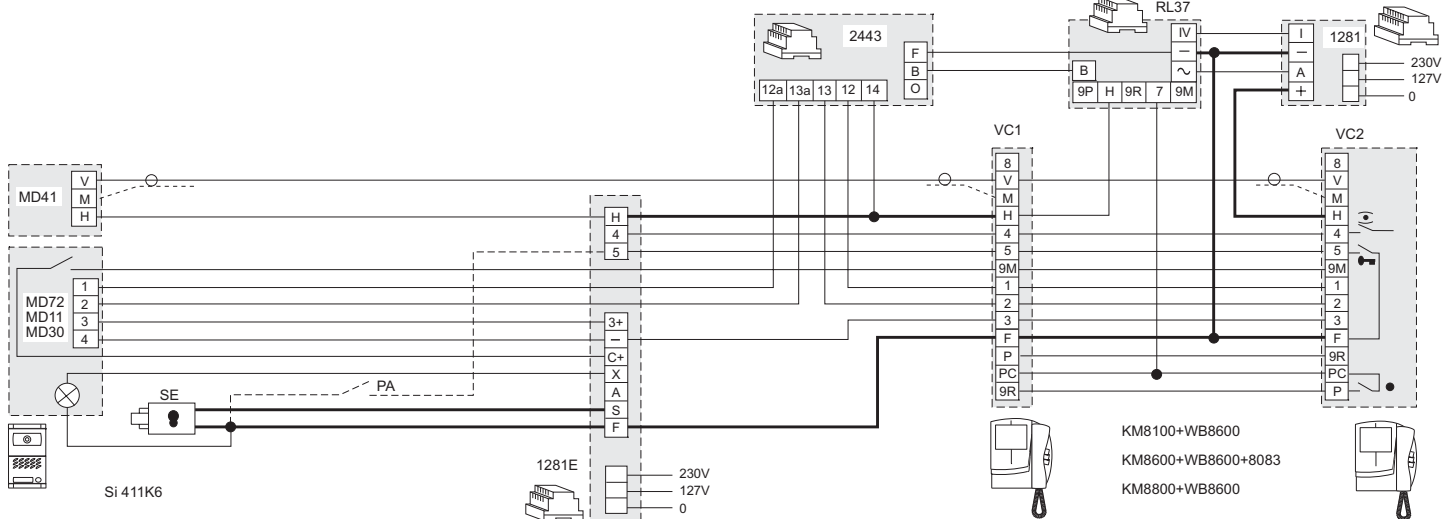 RL37
2443
F
B
O
12a 13a 13 12 14
IV
–
~
B
9P H 9R 7 9M
I
–
A
+
1281
230V
127V
0
MD41
V
M
H
MD72
MD11
MD30
1
2
3
4
SE
PA
Si 411K6
H
4
5
3+
–
C+
X
A
S
F
1281E
230V
127V
0
VC1
8
V
M
H
4
5
9M
1
2
3
F
P
PC
9R
VC2
8
V
M
H
4
5
9M
1
2
3
F
9R
PC
P
KM8100+WB8600
KM8600+WB8600+8083
KM8800+WB8600